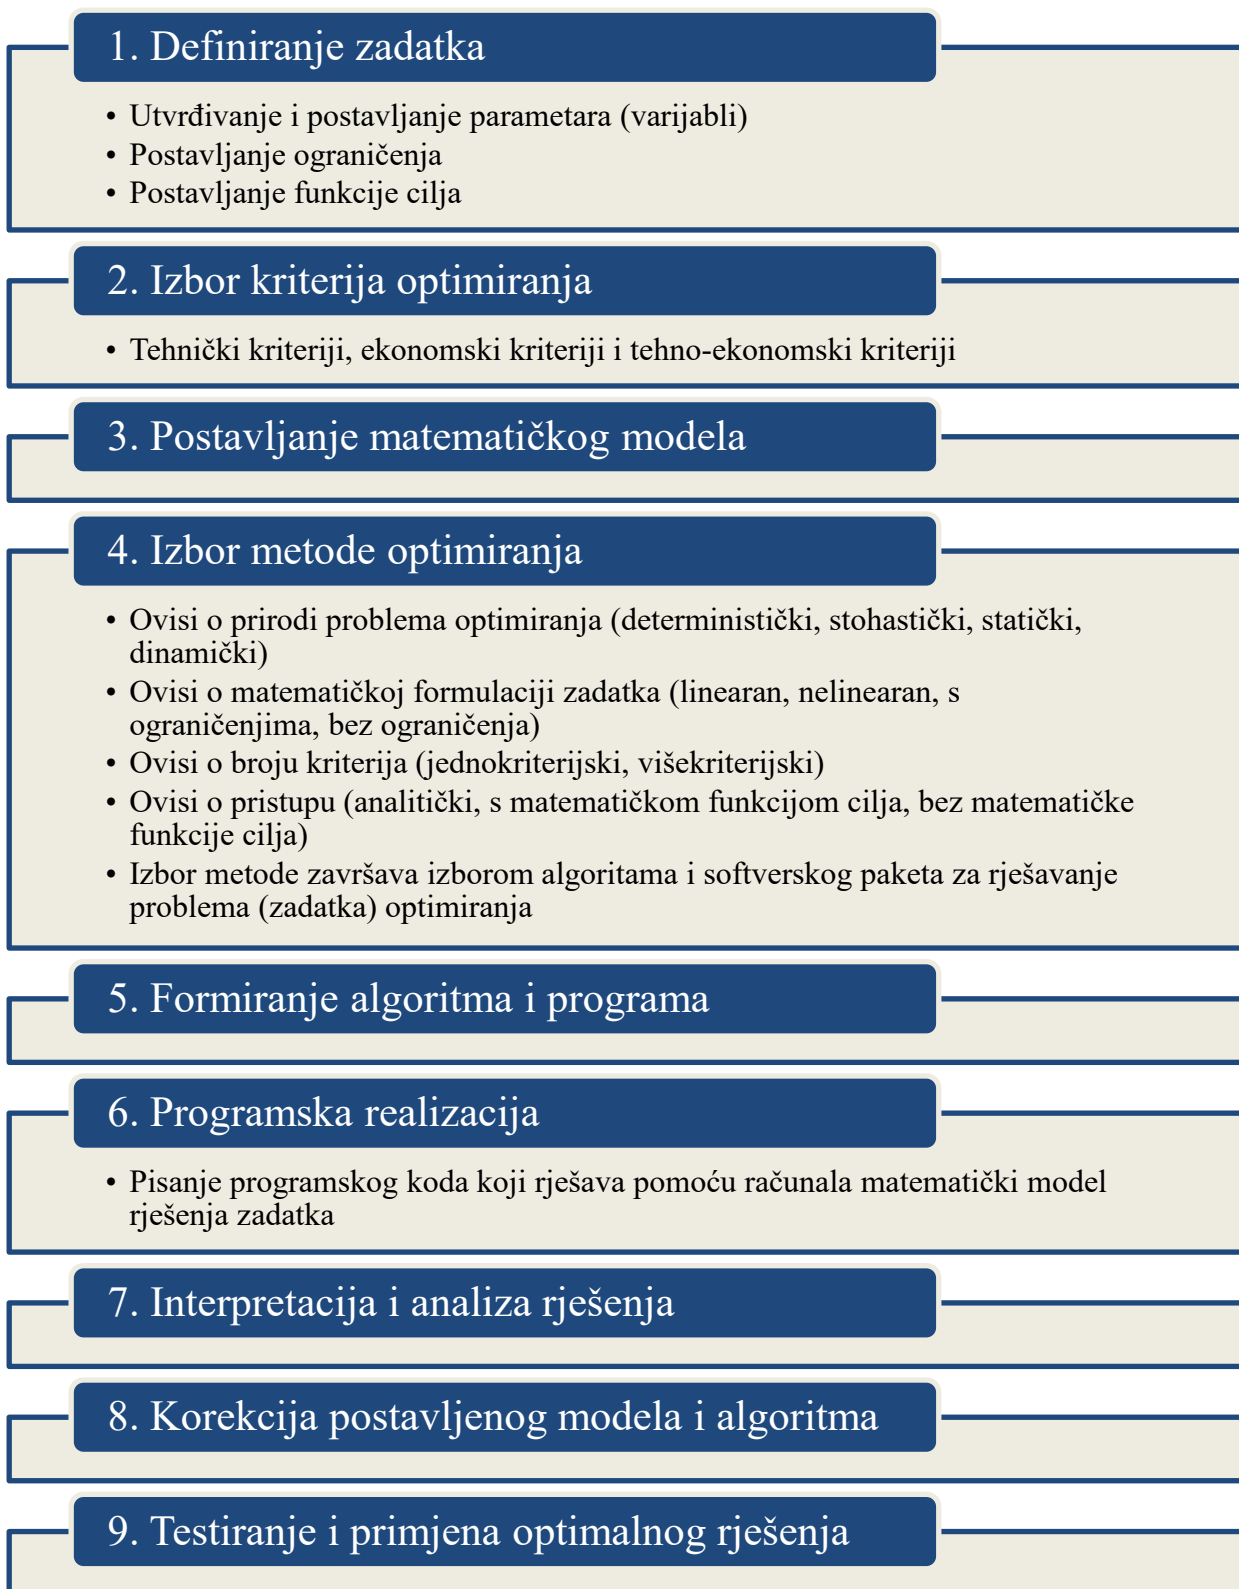 1. Definiranje zadatka
• Utvrđivanje i postavljanje parametara (varijabli)
• Postavljanje ograničenja
• Postavljanje funkcije cilja
2. Izbor kriterija optimiranja
• Tehnički kriteriji, ekonomski kriteriji i tehno-ekonomski kriteriji
3. Postavljanje matematičkog modela
4. Izbor metode optimiranja
• Ovisi o prirodi problema optimiranja (deterministički, stohastički, statički,
dinamički)
• Ovisi o matematičkoj formulaciji zadatka (linearan, nelinearan, s
ograničenjima, bez ograničenja)
• Ovisi o broju kriterija (jednokriterijski, višekriterijski)
• Ovisi o pristupu (analitički, s matematičkom funkcijom cilja, bez matematičke
funkcije cilja)
• Izbor metode završava izborom algoritama i softverskog paketa za rješavanje
problema (zadatka) optimiranja
5. Formiranje algoritma i programa
6. Programska realizacija
• Pisanje programskog koda koji rješava pomoću računala matematički model
rješenja zadatka
7. Interpretacija i analiza rješenja
8. Korekcija postavljenog modela i algoritma
9. Testiranje i primjena optimalnog rješenja